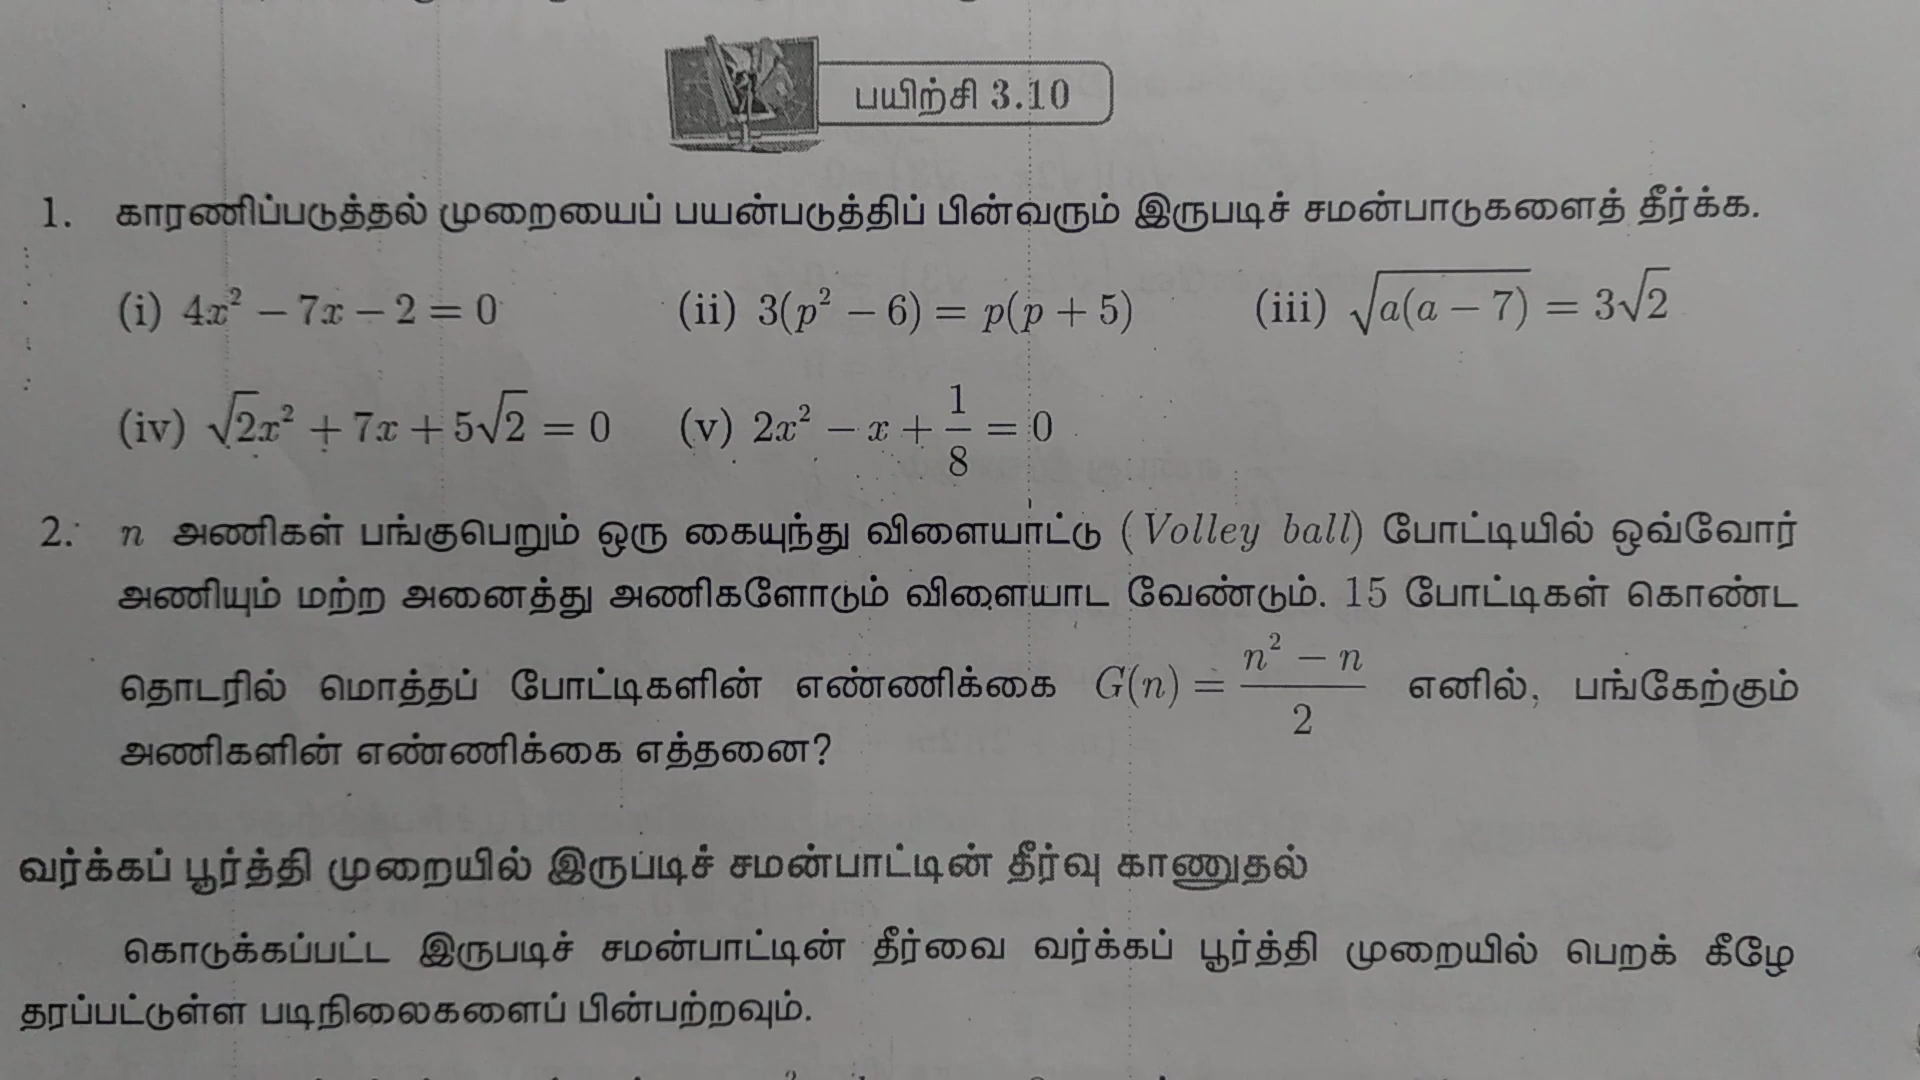 பயிற்சி 3.10
1. காரணிப்படுத்தல் முறையைப் பயன்படுத்திப் பின்வரும் இருபடிச் சமன்பாடுகளைத் தீர்க்க.
(i) 4x² − 7x − 2 = 0 (ii) 3(p² − 6) = p(p + 5) (iii) √(a(a − 7)) = 3√2
(iv) √2x² + 7x + 5√2 = 0 (v) 2x² − x + 1/8 = 0
2. n அணிகள் பங்குபெறும் ஒரு கையுந்து விளையாட்டு (Volley ball) போட்டியில் ஒவ்வோர்
அணியும் மற்ற அனைத்து அணிகளோடும் விளையாட வேண்டும். 15 போட்டிகள் கொண்ட
தொடரில் மொத்தப் போட்டிகளின் எண்ணிக்கை G(n) = (n² − n)/2 எனில், பங்கேற்கும்
அணிகளின் எண்ணிக்கை எத்தனை?
வர்க்கப் பூர்த்தி முறையில் இருபடிச் சமன்பாட்டின் தீர்வு காணுதல்
கொடுக்கப்பட்ட இருபடிச் சமன்பாட்டின் தீர்வை வர்க்கப் பூர்த்தி முறையில் பெறக் கீழே
தரப்பட்டுள்ள படிநிலைகளைப் பின்பற்றவும்.